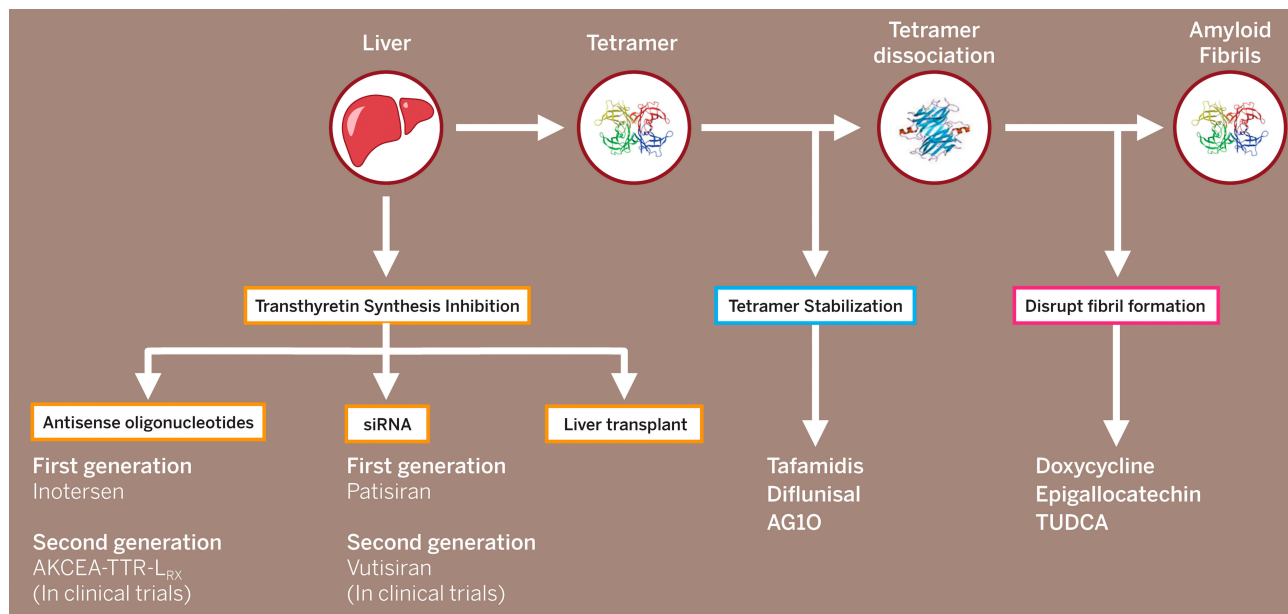 Liver
Tetramer
Tetramer
dissociation
Amyloid
Fibrils
Transthyretin Synthesis Inhibition
Tetramer Stabilization
Disrupt fibril formation
Antisense oligonucleotides
siRNA
Liver transplant
First generation
Inotersen
Second generation
AKCEA-TTR-LRX
(In clinical trials)
First generation
Patisiran
Second generation
Vutisiran
(In clinical trials)
Tafamidis
Diflunisal
AG10
Doxycycline
Epigallocatechin
TUDCA